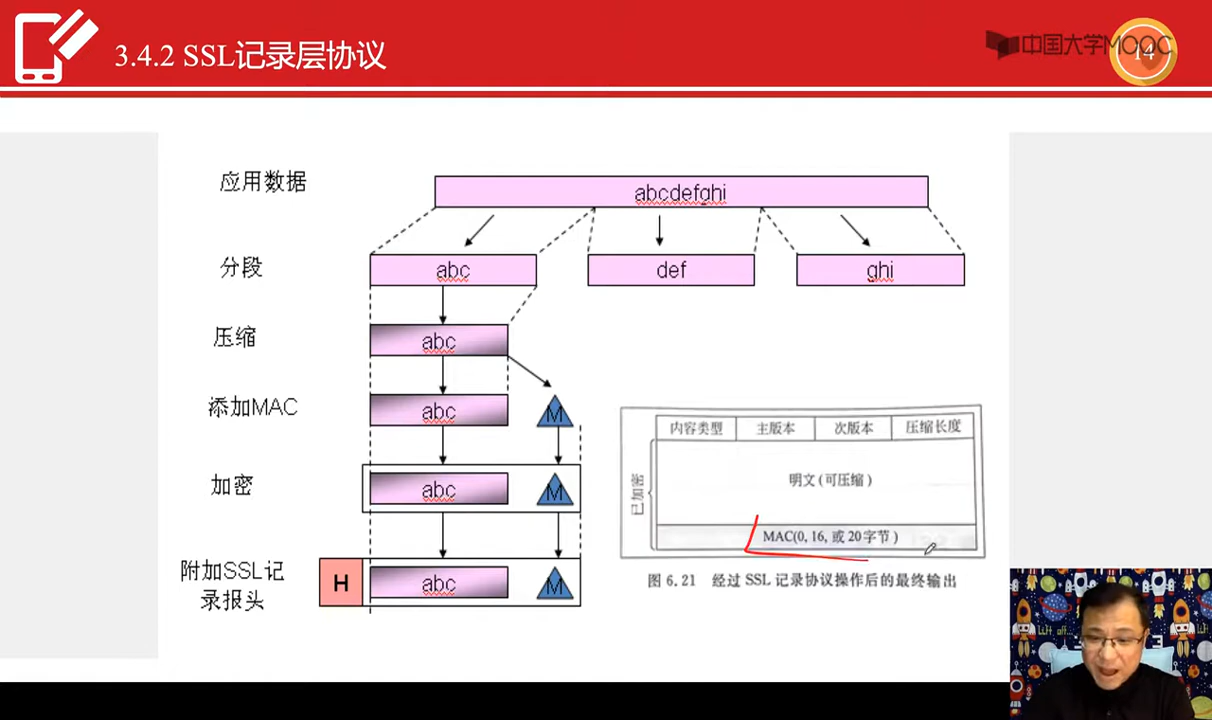 3.4.2 SSL记录层协议
中国大学MOOC
14
应用数据
abcdefghi
分段
abc
def
ghi
压缩
abc
添加MAC
abc
M
加密
abc
M
附加SSL记
录报头
H
abc
M
内容类型
主版本
次版本
压缩长度
已加密
明文(可压缩)
MAC(0, 16, 或 20字节)
图 6.21 经过 SSL 记录协议操作后的最终输出